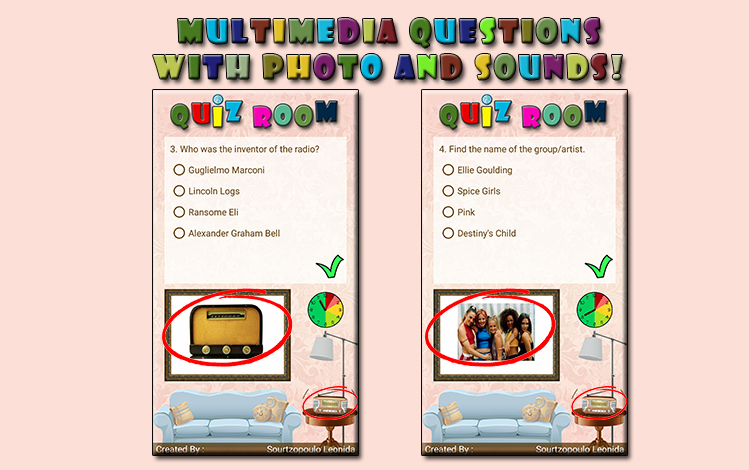 MULTIMEDIA QUESTIONS
WITH PHOTO AND SOUNDS!
QUiZ ROOM
3. Who was the inventor of the radio?
Guglielmo Marconi
Lincoln Logs
Ransome Eli
Alexander Graham Bell
Created By :
Sourtzopoulo Leonida
QUiZ ROOM
4. Find the name of the group/artist.
Ellie Goulding
Spice Girls
Pink
Destiny's Child
Created By :
Sourtzopoulo Leonida